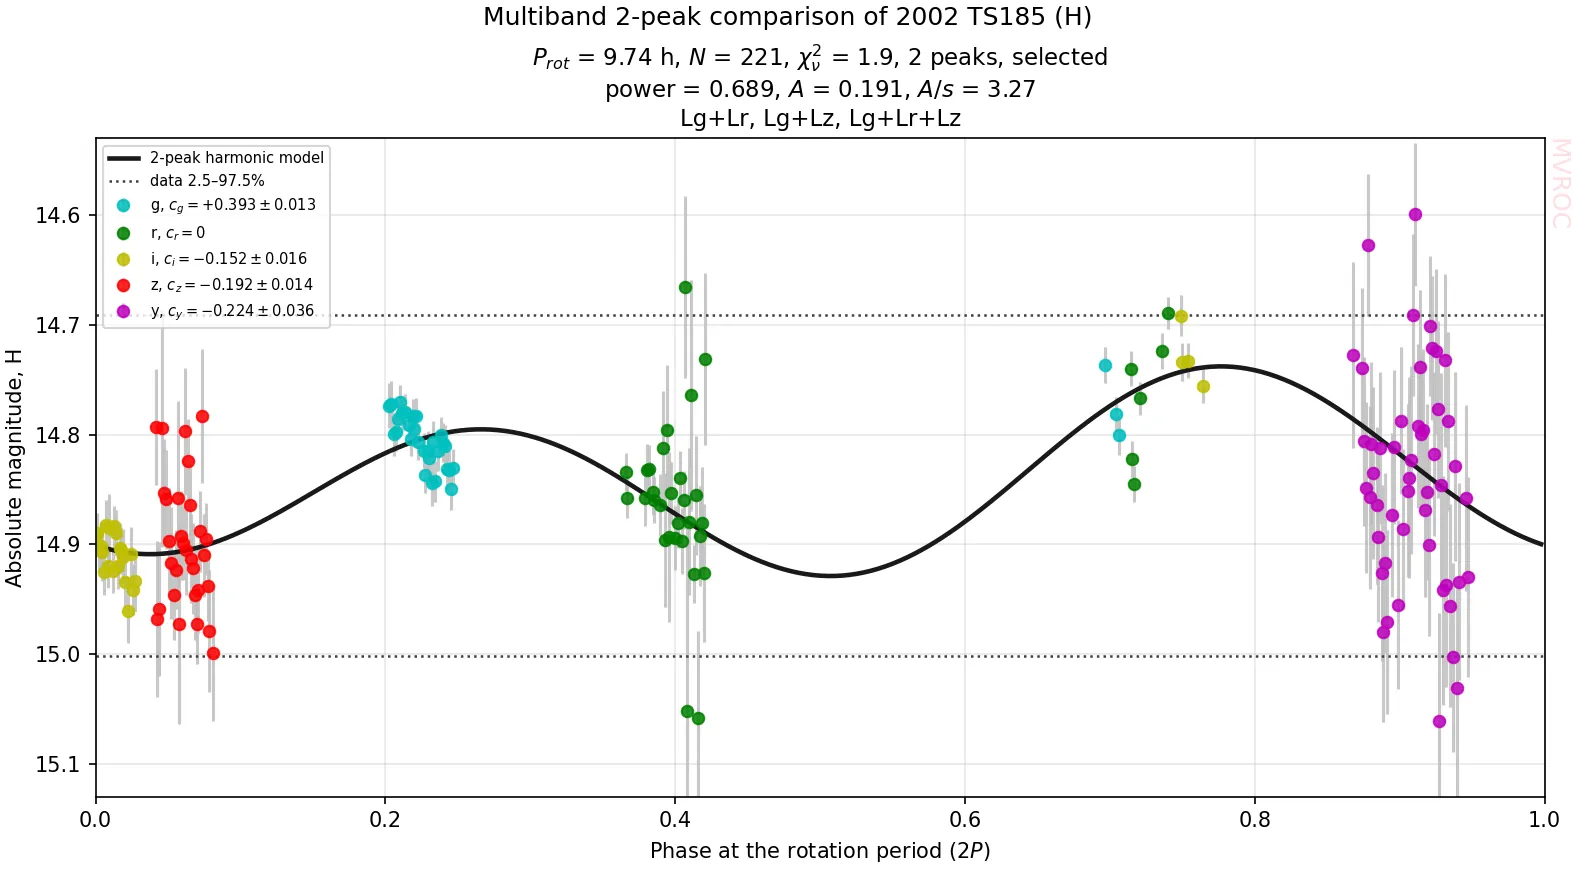 Multiband 2-peak comparison of 2002 TS185 (H)
P_rot = 9.74 h, N = 221, χ²_ν = 1.9, 2 peaks, selected
power = 0.689, A = 0.191, A/s = 3.27
Lg+Lr, Lg+Lz, Lg+Lr+Lz
2-peak harmonic model
data 2.5–97.5%
g, c_g = +0.393 ± 0.013
r, c_r = 0
i, c_i = −0.152 ± 0.016
z, c_z = −0.192 ± 0.014
y, c_y = −0.224 ± 0.036
MVROC
Absolute magnitude, H
14.6
14.7
14.8
14.9
15.0
15.1
0.0 0.2 0.4 0.6 0.8 1.0
Phase at the rotation period (2P)